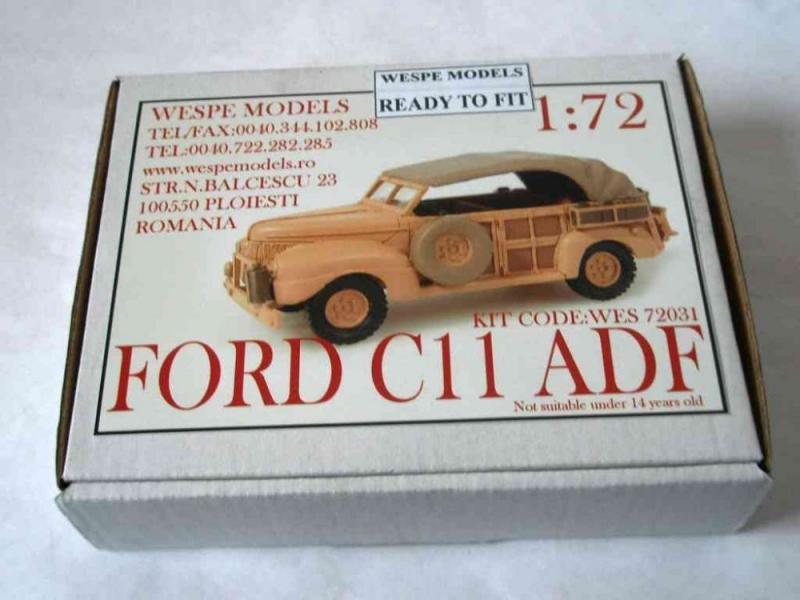 WESPE MODELS
READY TO FIT
1:72
WESPE MODELS
TEL/FAX:0040.344.102.808
TEL:0040.722.282.285
www.wespemodels.ro
STR.N.BALCESCU 23
100550 PLOIESTI
ROMANIA
KIT CODE:WES 72031
FORD C11 ADF
Not suitable under 14 years old